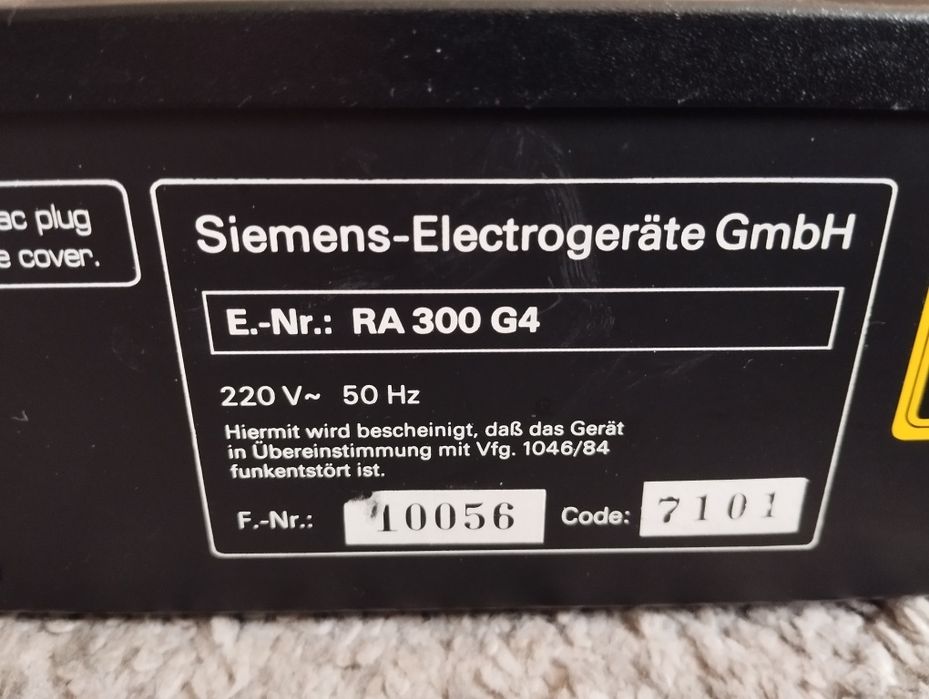 ac plug
e cover.
Siemens-Electrogeräte GmbH
E.-Nr.: RA 300 G4
220 V~ 50 Hz
Hiermit wird bescheinigt, daß das Gerät
in Übereinstimmung mit Vfg. 1046/84
funkentstört ist.
F.-Nr.: 10056 Code: 7101